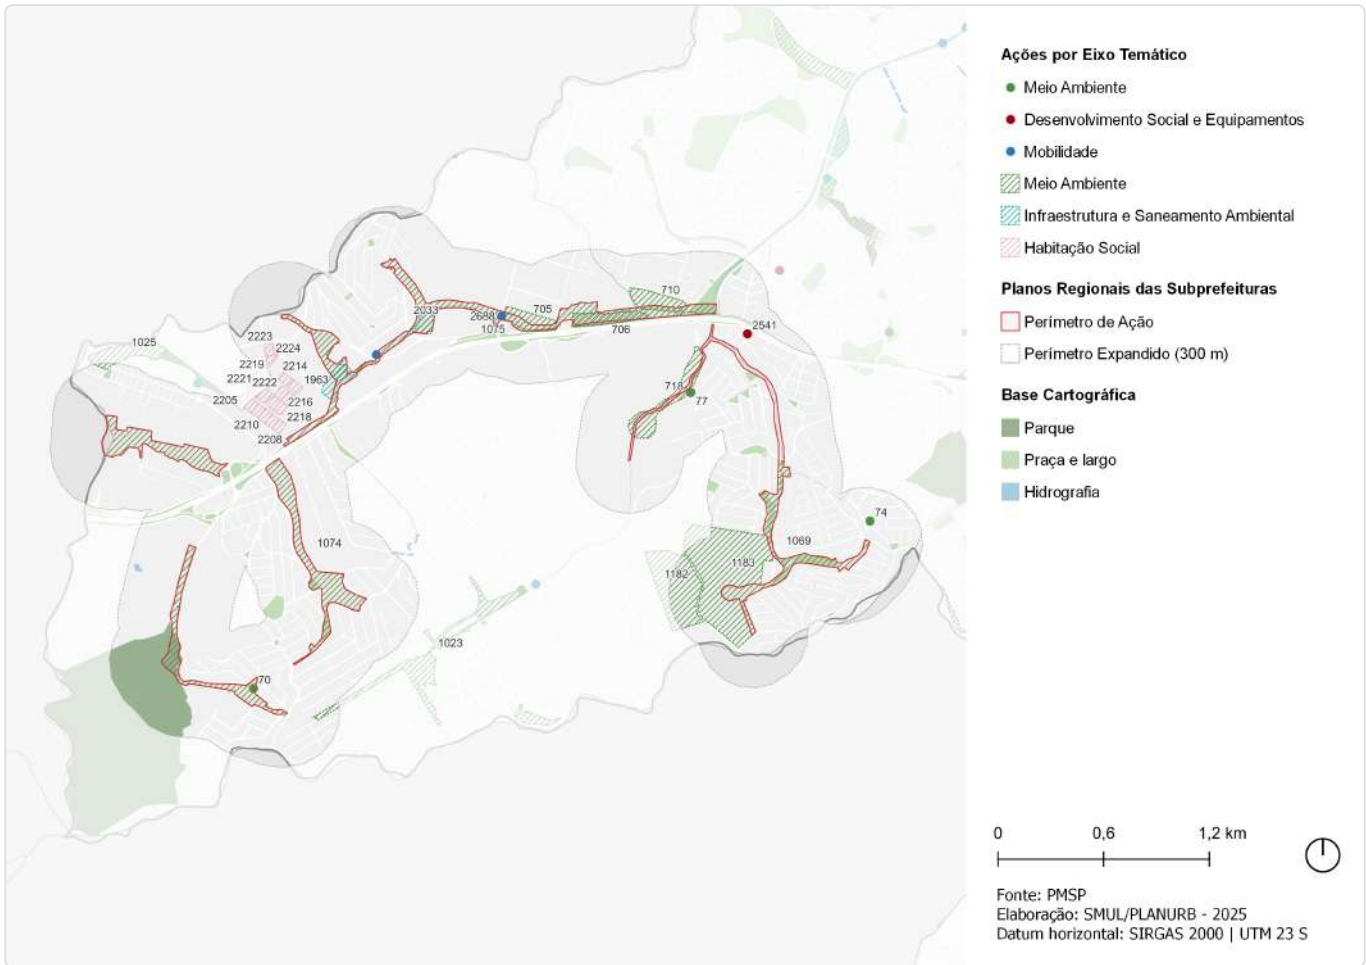 Ações por Eixo Temático
Meio Ambiente
Desenvolvimento Social e Equipamentos
Mobilidade
Meio Ambiente
Infraestrutura e Saneamento Ambiental
Habitação Social
Planos Regionais das Subprefeituras
Perímetro de Ação
Perímetro Expandido (300 m)
Base Cartográfica
Parque
Praça e largo
Hidrografia
710
705
2033
2688
1075
706
2541
2223
2224
1025
2219
2214
2221
2222
1963
718
77
2205
2216
2218
2210
2208
74
1074
1069
1183
1182
1023
70
0 0,6 1,2 km
Fonte: PMSP
Elaboração: SMUL/PLANURB - 2025
Datum horizontal: SIRGAS 2000 | UTM 23 S